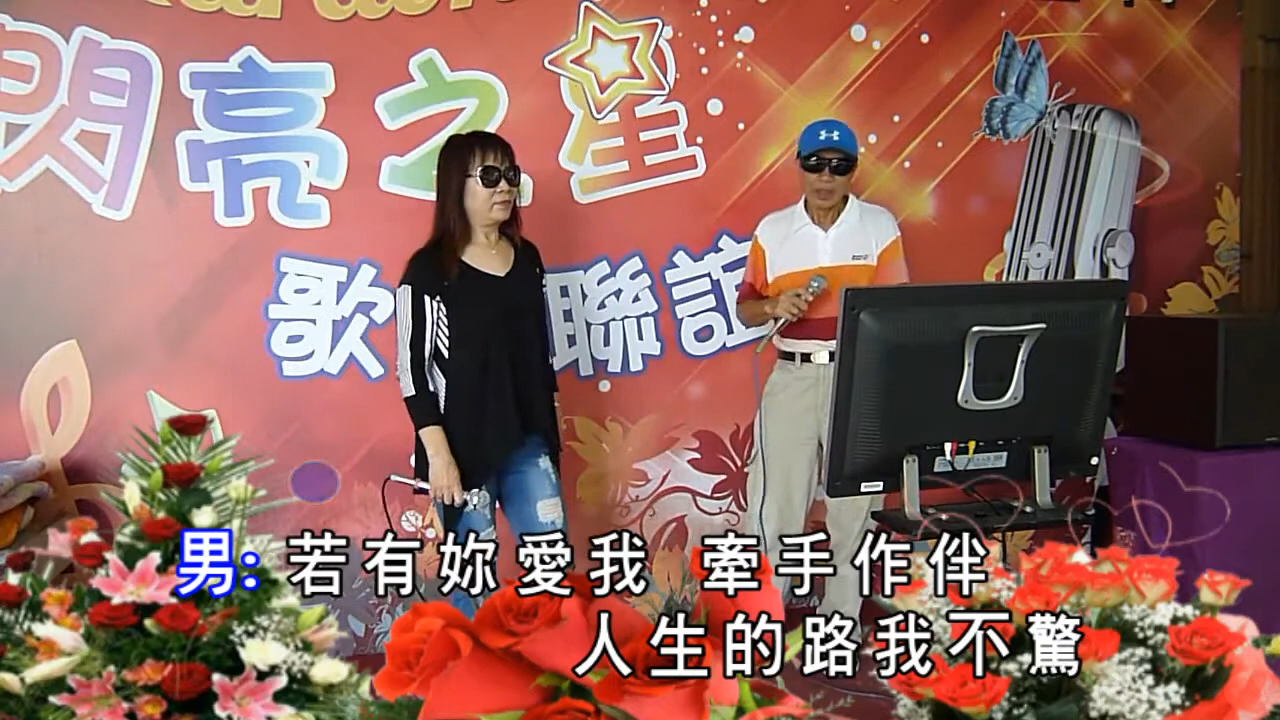 閃亮之星
歌 聯誼
男: 若有妳愛我 牽手作伴
人生的路我不驚